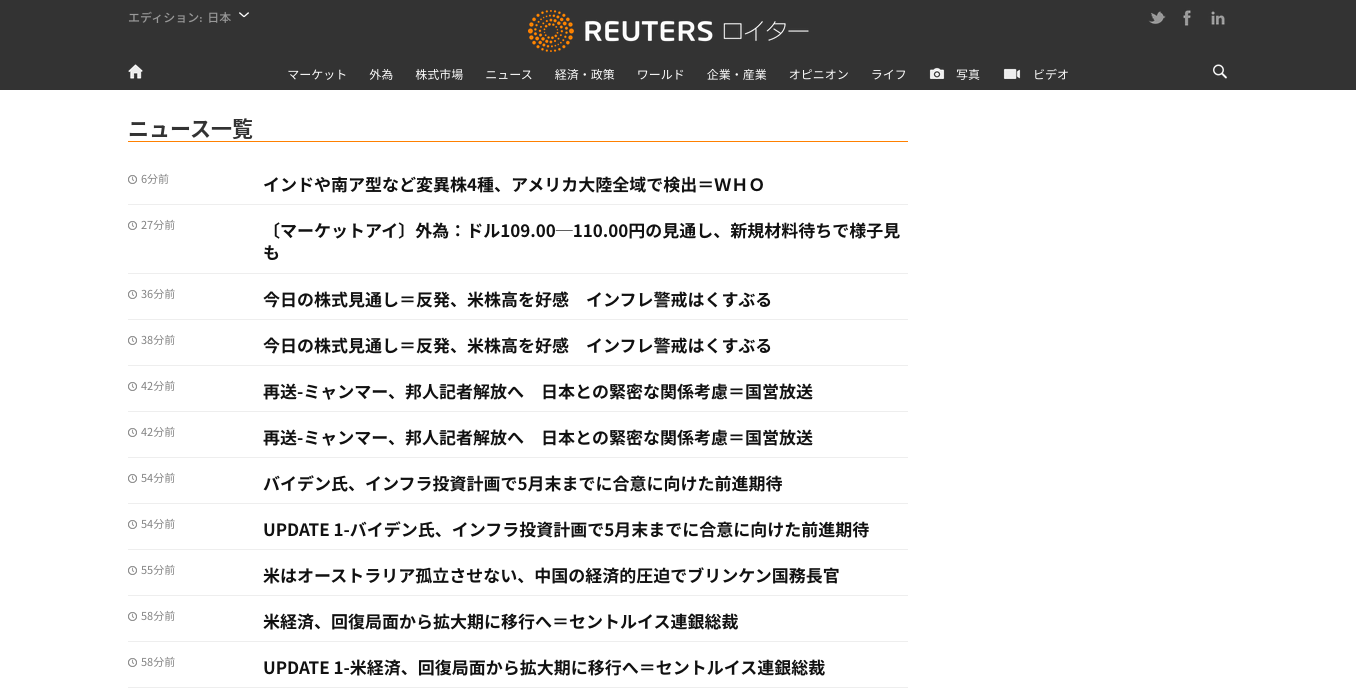 エディション: 日本
REUTERS ロイター
マーケット 外為 株式市場 ニュース 経済・政策 ワールド 企業・産業 オピニオン ライフ 写真 ビデオ
ニュース一覧
6分前 インドや南ア型など変異株4種、アメリカ大陸全域で検出＝ＷＨＯ
27分前 〔マーケットアイ〕外為：ドル109.00─110.00円の見通し、新規材料待ちで様子見
も
36分前 今日の株式見通し＝反発、米株高を好感　インフレ警戒はくすぶる
38分前 今日の株式見通し＝反発、米株高を好感　インフレ警戒はくすぶる
42分前 再送-ミャンマー、邦人記者解放へ　日本との緊密な関係考慮＝国営放送
42分前 再送-ミャンマー、邦人記者解放へ　日本との緊密な関係考慮＝国営放送
54分前 バイデン氏、インフラ投資計画で5月末までに合意に向けた前進期待
54分前 UPDATE 1-バイデン氏、インフラ投資計画で5月末までに合意に向けた前進期待
55分前 米はオーストラリア孤立させない、中国の経済的圧迫でブリンケン国務長官
58分前 米経済、回復局面から拡大期に移行へ＝セントルイス連銀総裁
58分前 UPDATE 1-米経済、回復局面から拡大期に移行へ＝セントルイス連銀総裁